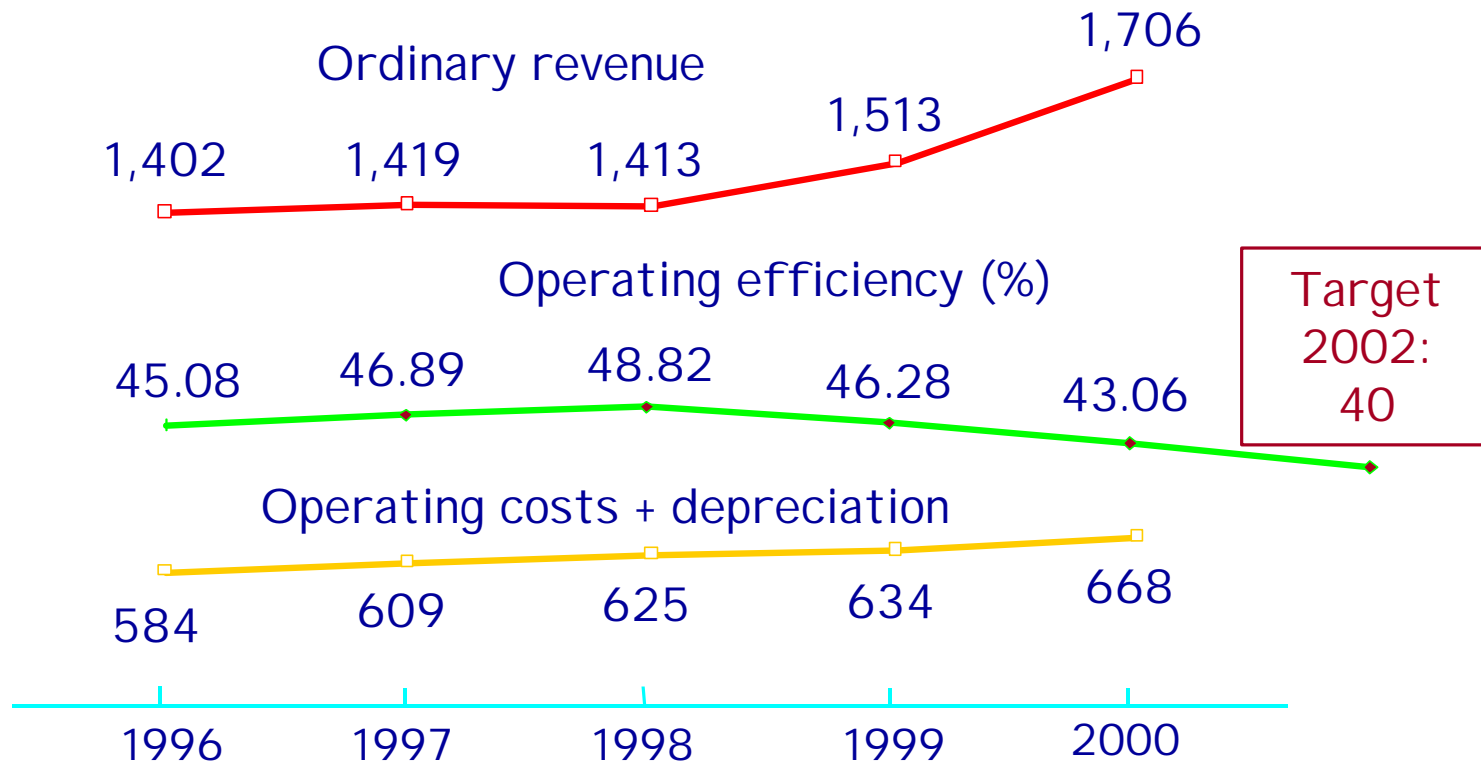 Ordinary revenue
1,402 1,419 1,413 1,513 1,706
Operating efficiency (%)
45.08 46.89 48.82 46.28 43.06
Target
2002:
40
Operating costs + depreciation
584 609 625 634 668
1996 1997 1998 1999 2000